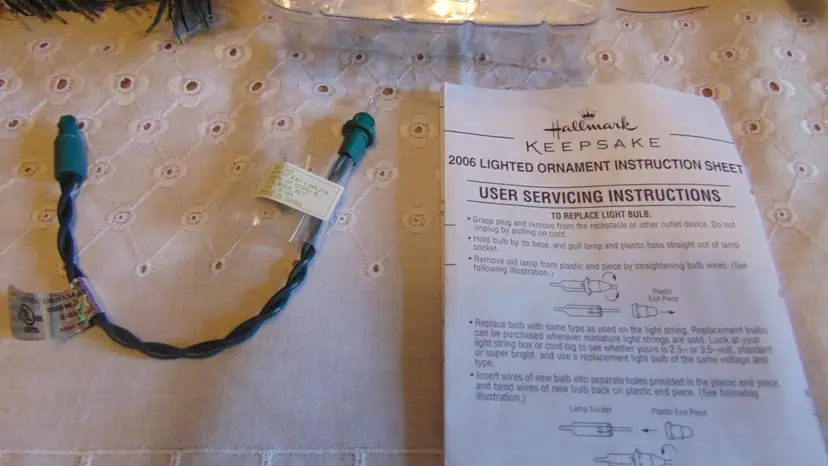 Hallmark
KEEPSAKE
2006 LIGHTED ORNAMENT INSTRUCTION SHEET
USER SERVICING INSTRUCTIONS
TO REPLACE LIGHT BULB:
• Grasp plug and remove from the receptacle or other outlet device. Do not
unplug by pulling on cord.
• Hold bulb by its base, and pull lamp and plastic base straight out of lamp
socket.
• Remove old lamp from plastic end piece by straightening bulb wires. (See
following illustration.)
Plastic
End Piece
• Replace bulb with same type as used on the light string. Replacement bulbs
can be purchased wherever miniature light strings are sold. Look at your
light string box or cord tag to see whether yours is 2.5– or 3.5–volt, standard
or super bright, and use a replacement light bulb of the same voltage and
type.
• Insert wires of new bulb into separate holes provided in the plastic end piece,
and bend wires of new bulb back on plastic end piece. (See following
illustration.)
Lamp Socket
Plastic End Piece